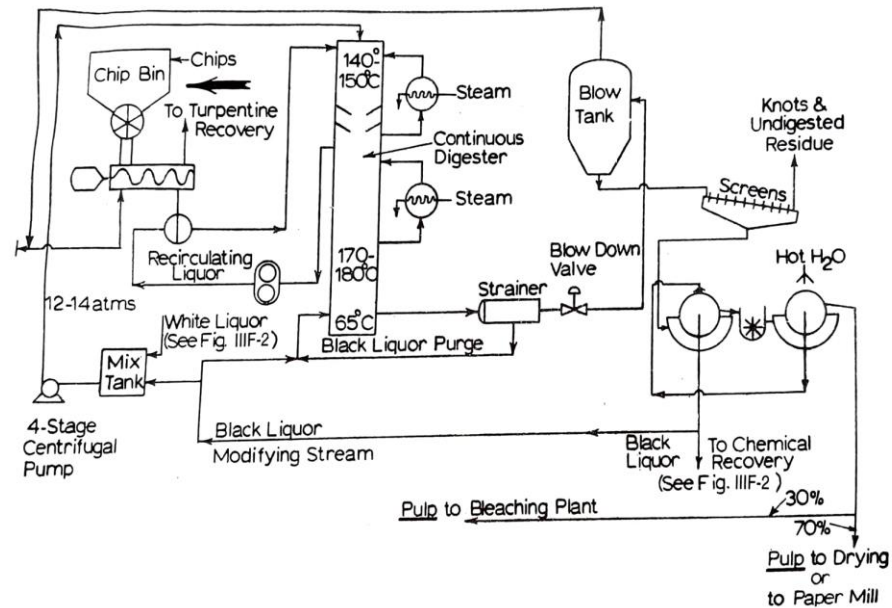 Chips
Chip Bin
To Turpentine
Recovery
140-
150°C
Steam
Continuous
Digester
Steam
Blow
Tank
Knots &
Undigested
Residue
Screens
Recirculating
Liquor
170-
180°C
65°C
Blow Down
Valve
Strainer
Hot H₂O
12-14atms
White Liquor
(See Fig. IIIF-2)
Black Liquor Purge
Mix
Tank
4-Stage
Centrifugal
Pump
Black Liquor
Modifying Stream
Black
Liquor
To Chemical
Recovery
(See Fig. IIIF-2)
Pulp to Bleaching Plant
30%
70%
Pulp to Drying
or
to Paper Mill